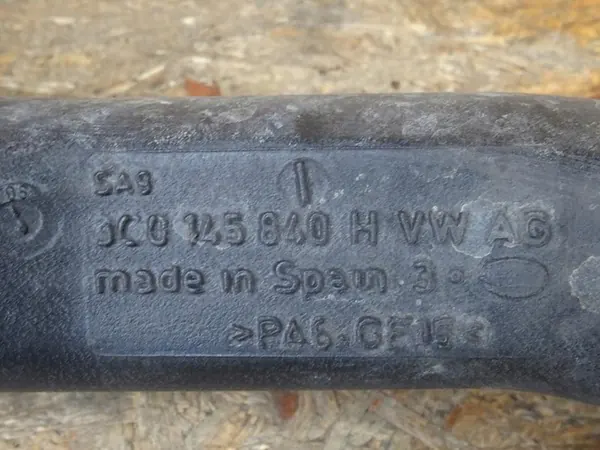 SA9
3C0 145 840 H VW AG
made in Spain 3
>PA6-GF15<